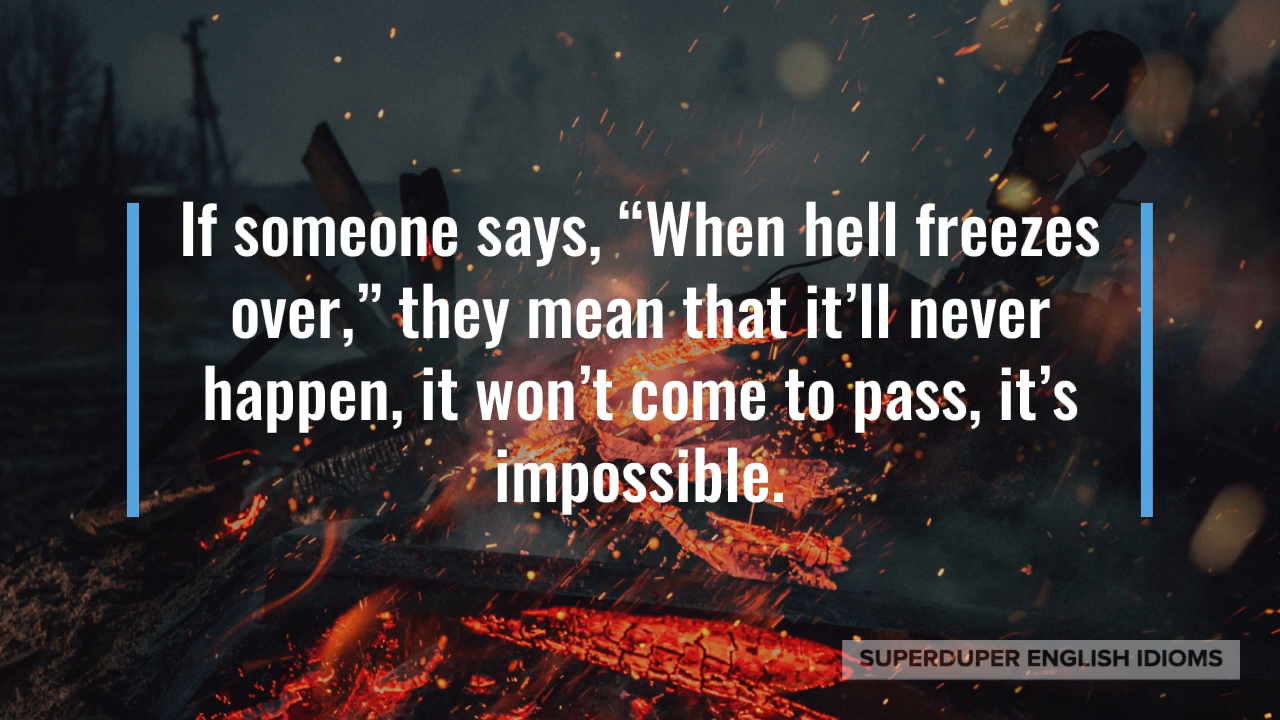 If someone says, “When hell freezes
over,” they mean that it’ll never
happen, it won’t come to pass, it’s
impossible.
SUPERDUPER ENGLISH IDIOMS